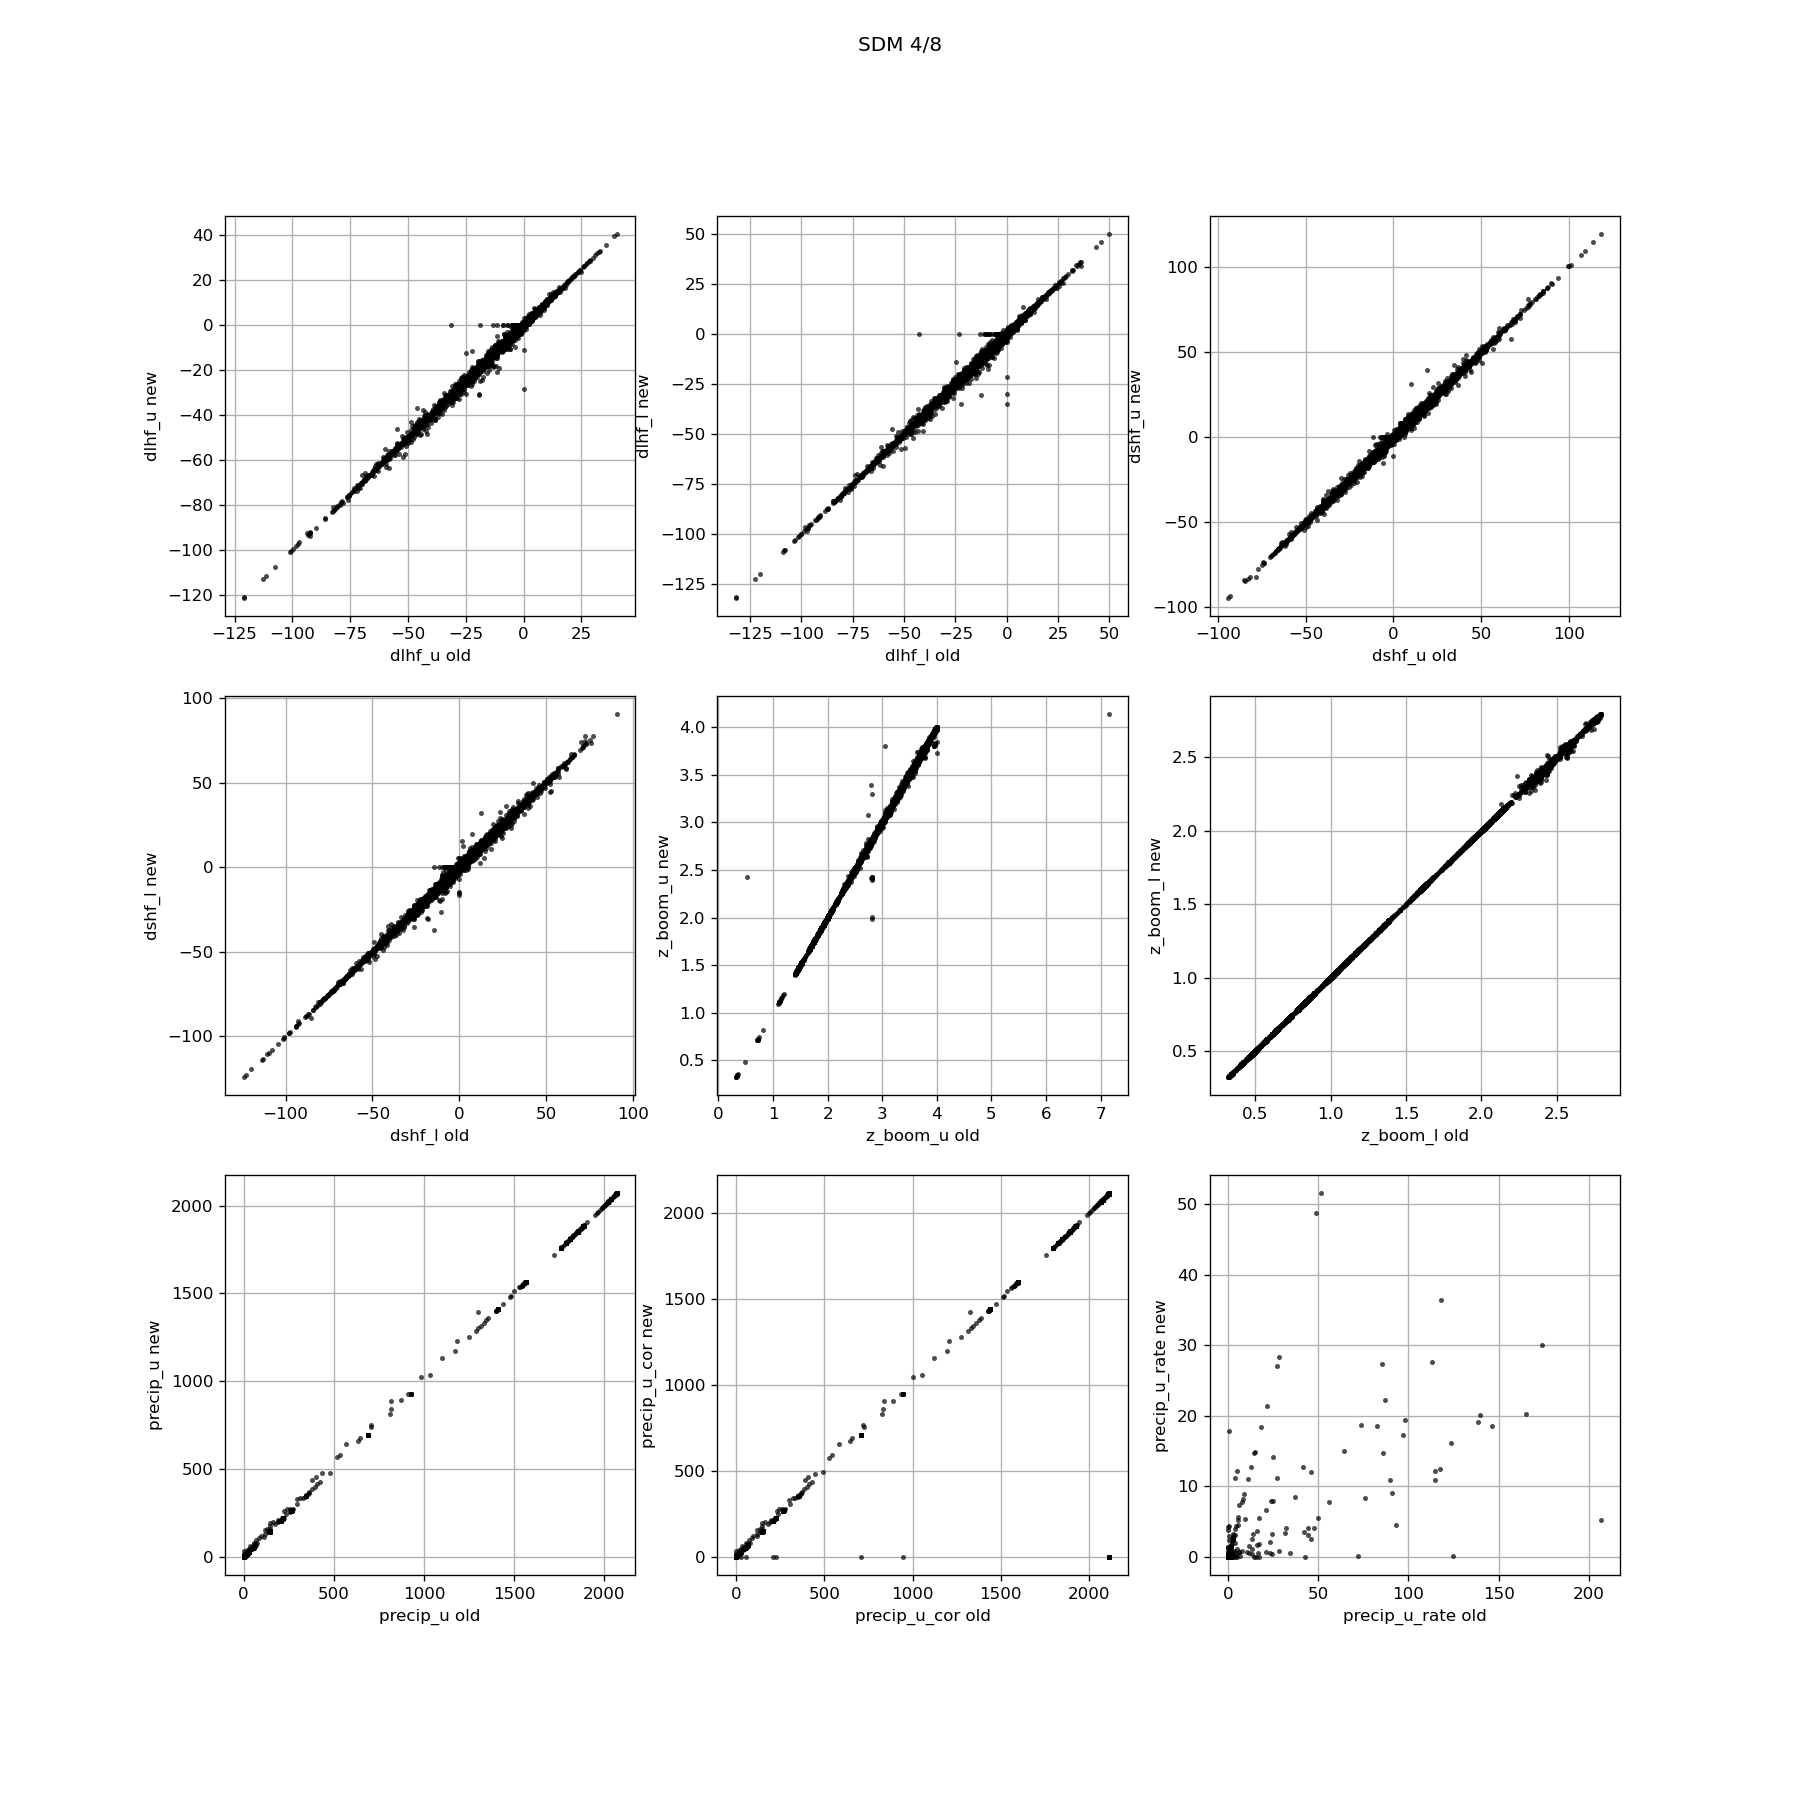 SDM 4/8
dlhf_u new
40
20
0
−20
−40
−60
−80
−100
−120
−125 −100 −75 −50 −25 0 25
dlhf_u old
dlhf_l new
50
25
0
−25
−50
−75
−100
−125
−125 −100 −75 −50 −25 0 25 50
dlhf_l old
dshf_u new
100
50
0
−50
−100
−100 −50 0 50 100
dshf_u old
dshf_l new
100
50
0
−50
−100
−100 −50 0 50 100
dshf_l old
z_boom_u new
4.0
3.5
3.0
2.5
2.0
1.5
1.0
0.5
0 1 2 3 4 5 6 7
z_boom_u old
z_boom_l new
2.5
2.0
1.5
1.0
0.5
0.5 1.0 1.5 2.0 2.5
z_boom_l old
precip_u new
2000
1500
1000
500
0
0 500 1000 1500 2000
precip_u old
precip_u_cor new
2000
1500
1000
500
0
0 500 1000 1500 2000
precip_u_cor old
precip_u_rate new
50
40
30
20
10
0
0 50 100 150 200
precip_u_rate old